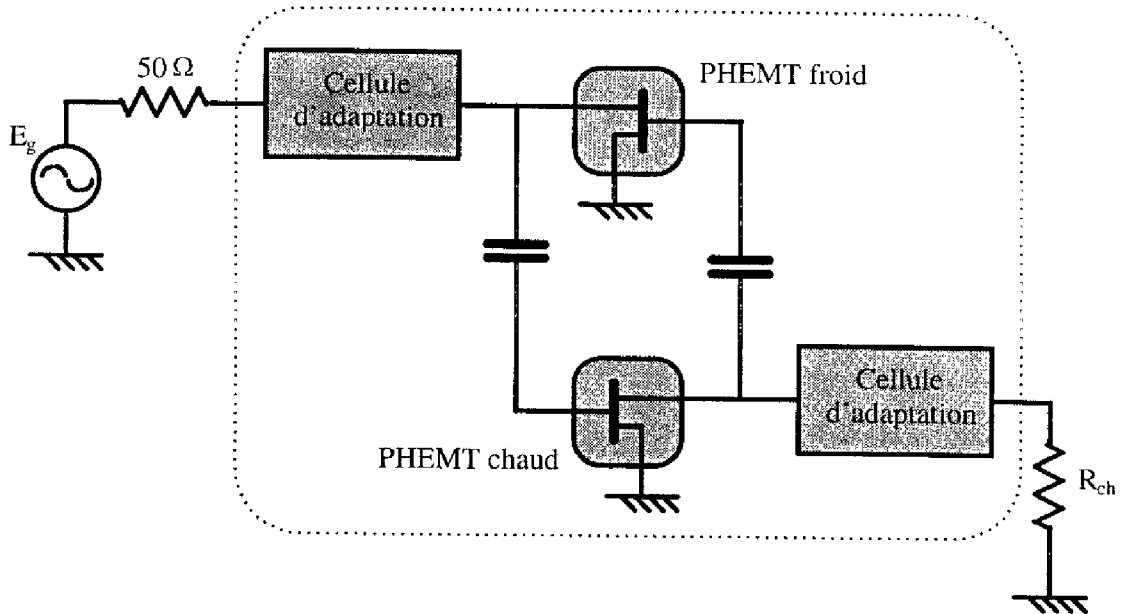 50 Ω
E_g
Cellule
d'adaptation
PHEMT froid
PHEMT chaud
Cellule
d'adaptation
R_ch